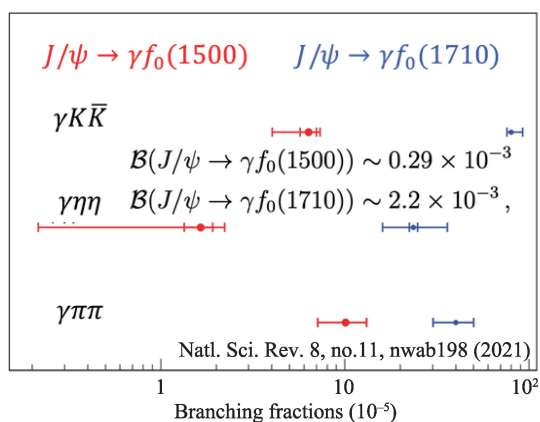 J/ψ → γf₀(1500) J/ψ → γf₀(1710)
γKK̅
ℬ(J/ψ → γf₀(1500)) ∼ 0.29 × 10⁻³
γηη ℬ(J/ψ → γf₀(1710)) ∼ 2.2 × 10⁻³ ,
γππ
Natl. Sci. Rev. 8, no.11, nwab198 (2021)
1 10 10²
Branching fractions (10⁻⁵)